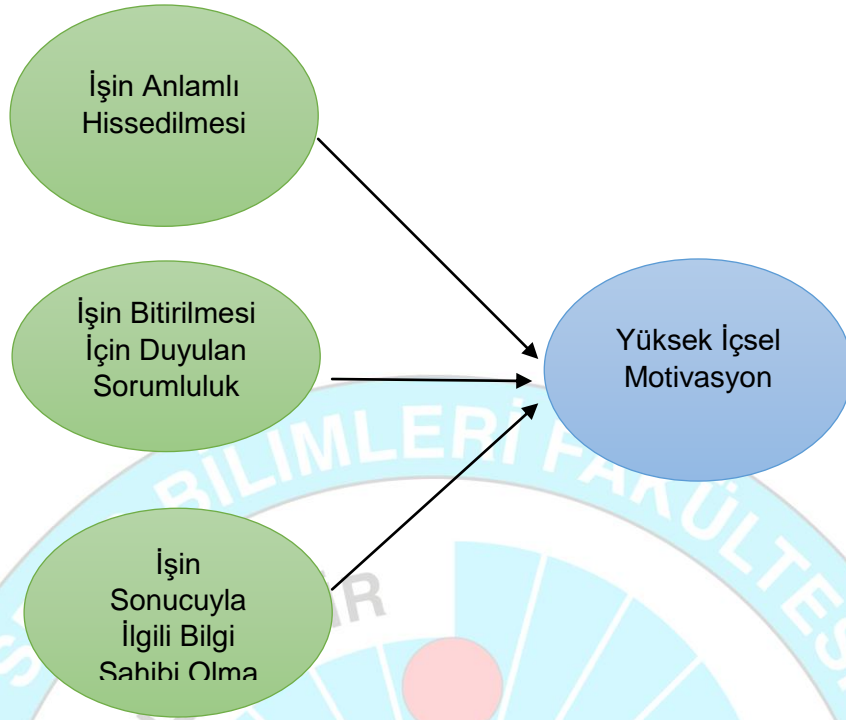 İşin Anlamlı
Hissedilmesi
İşin Bitirilmesi
İçin Duyulan
Sorumluluk
Yüksek İçsel
Motivasyon
İşin
Sonucuyla
İlgili Bilgi
Sahibi Olma
BİLİMLERİ FAKÜLTESİ